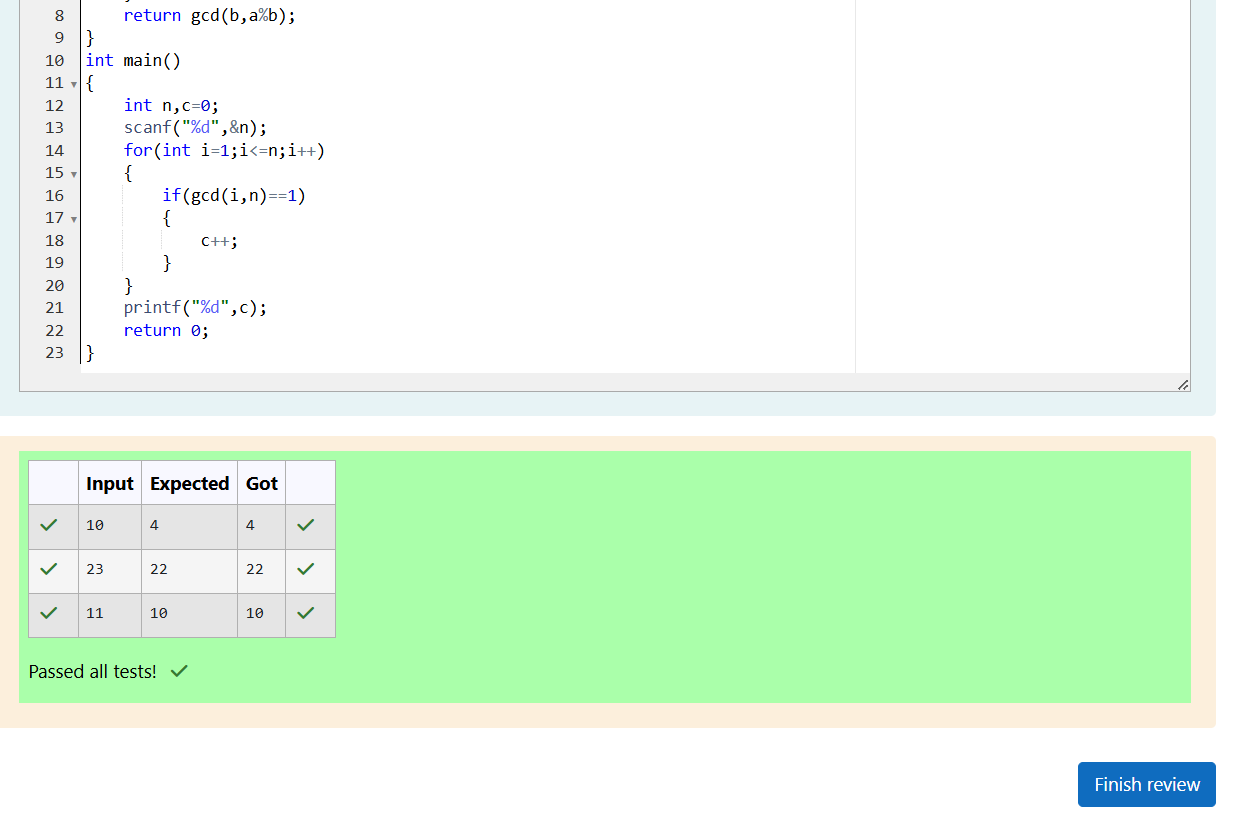 8 return gcd(b,a%b);
9 }
10 int main()
11 {
12 int n,c=0;
13 scanf("%d",&n);
14 for(int i=1;i<=n;i++)
15 {
16 if(gcd(i,n)==1)
17 {
18 c++;
19 }
20 }
21 printf("%d",c);
22 return 0;
23 }
Input Expected Got
10 4 4
23 22 22
11 10 10
Passed all tests!
Finish review